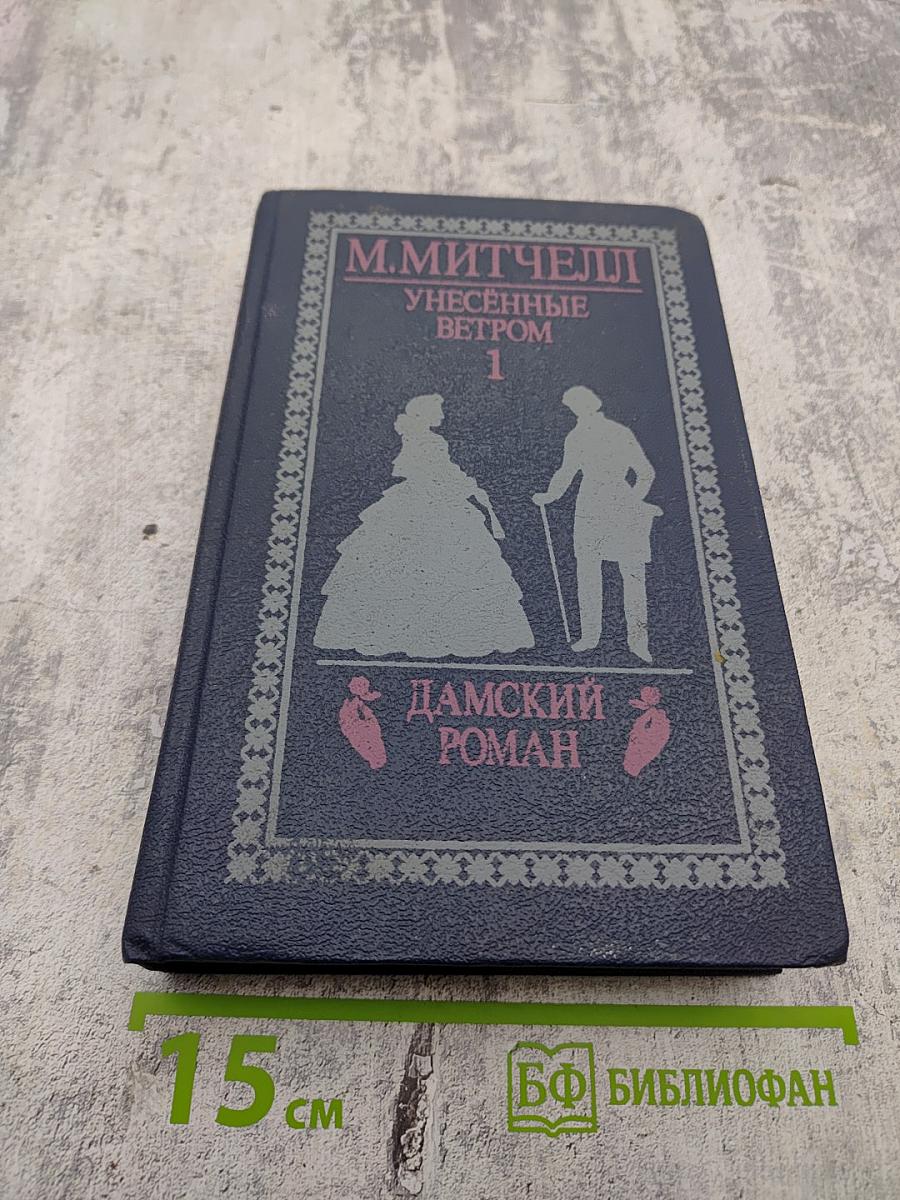 М.МИТЧЕЛЛ
УНЕСЁННЫЕ
ВЕТРОМ
1
ДАМСКИЙ
РОМАН
15 см
БФ БИБЛИОФАН